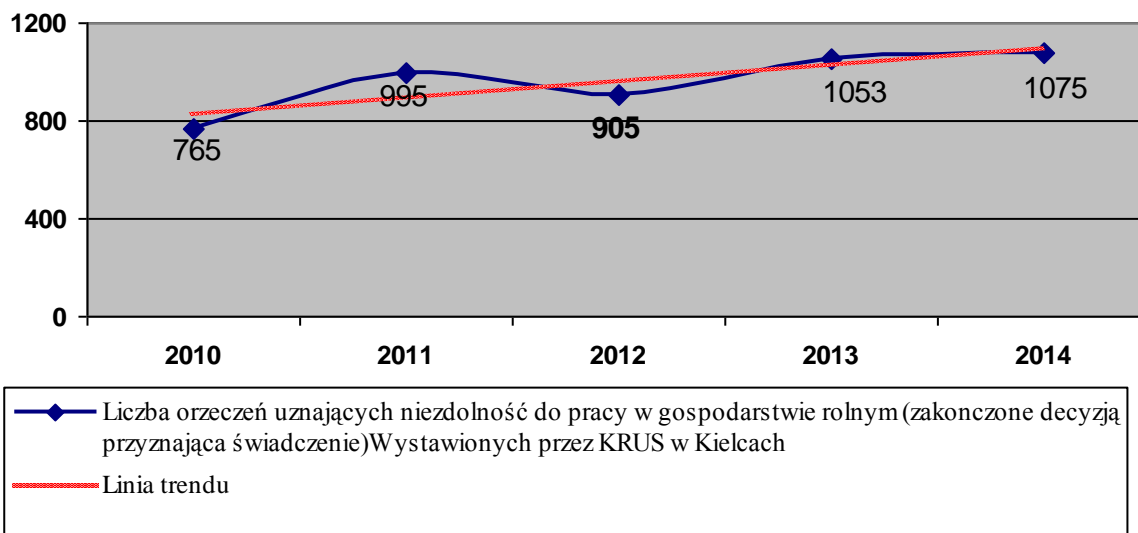 1200
800
400
0
765
995
905
1053
1075
2010 2011 2012 2013 2014
Liczba orzeczeń uznających niezdolność do pracy w gospodarstwie rolnym (zakonczone decyzją
przyznająca świadczenie)Wystawionych przez KRUS w Kielcach
Linia trendu